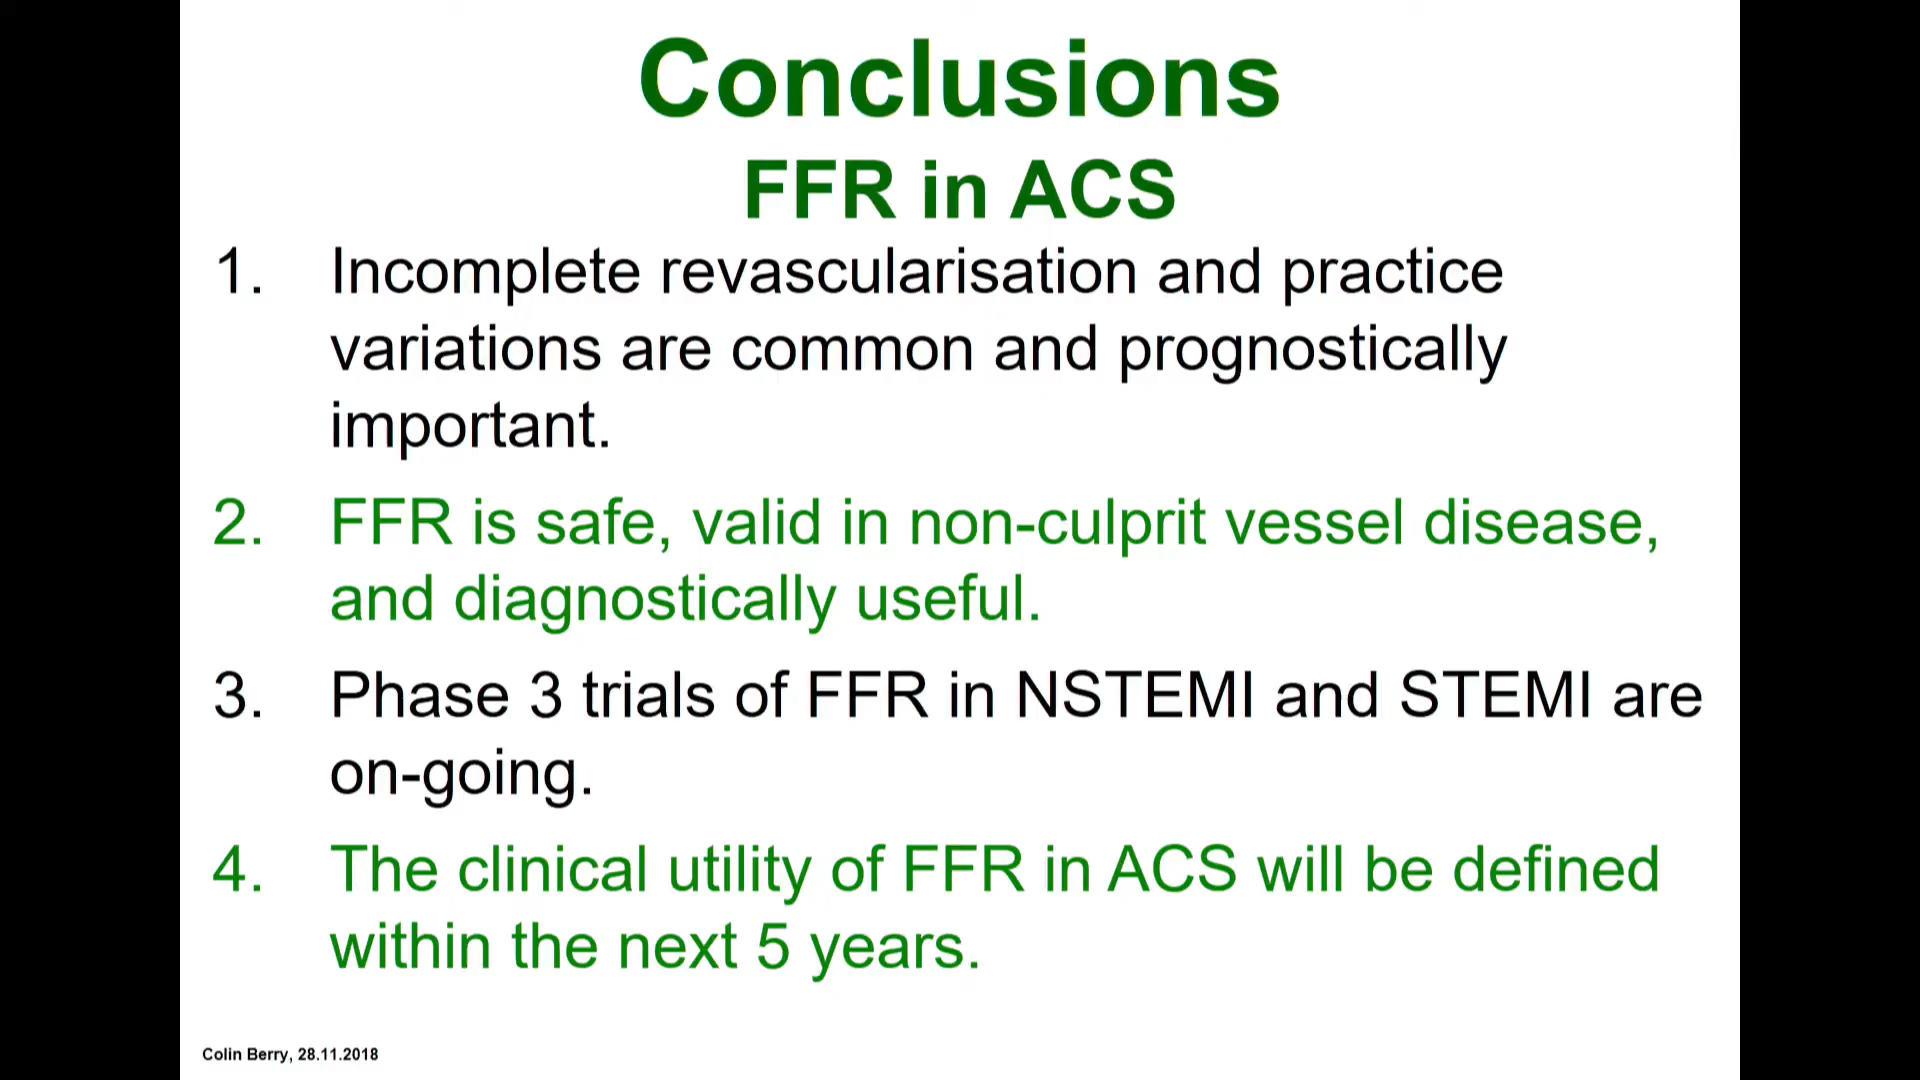 Conclusions
FFR in ACS
1. Incomplete revascularisation and practice
variations are common and prognostically
important.
2. FFR is safe, valid in non-culprit vessel disease,
and diagnostically useful.
3. Phase 3 trials of FFR in NSTEMI and STEMI are
on-going.
4. The clinical utility of FFR in ACS will be defined
within the next 5 years.
Colin Berry, 28.11.2018